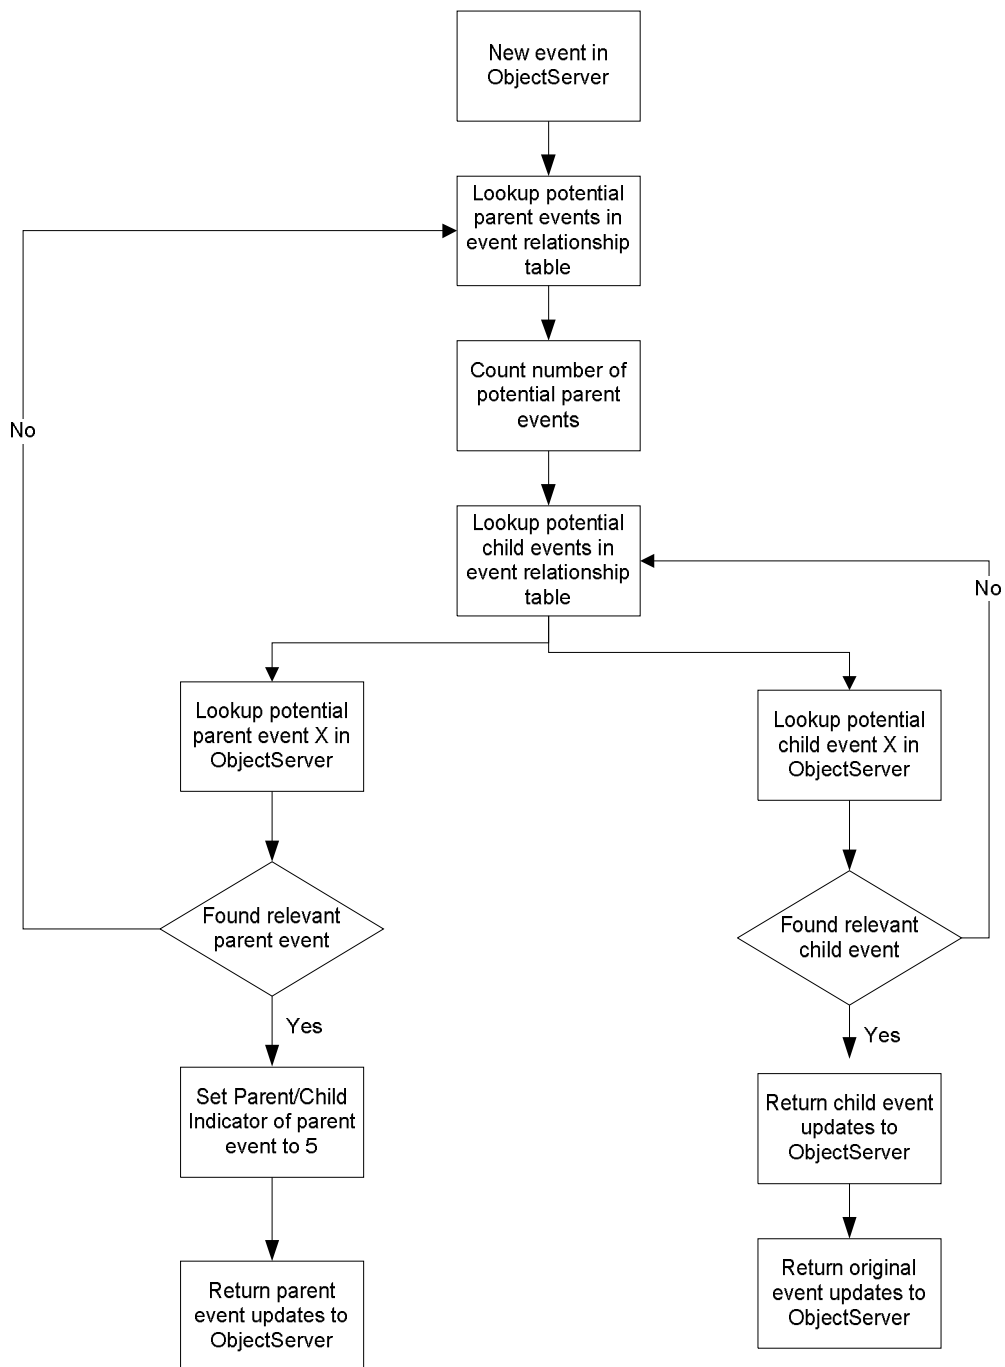 New event in
ObjectServer
Lookup potential
parent events in
event relationship
table
Count number of
potential parent
events
No
Lookup potential
child events in
event relationship
table
No
Lookup potential
parent event X in
ObjectServer
Lookup potential
child event X in
ObjectServer
Found relevant
parent event
Found relevant
child event
Yes
Yes
Set Parent/Child
Indicator of parent
event to 5
Return child event
updates to
ObjectServer
Return parent
event updates to
ObjectServer
Return original
event updates to
ObjectServer